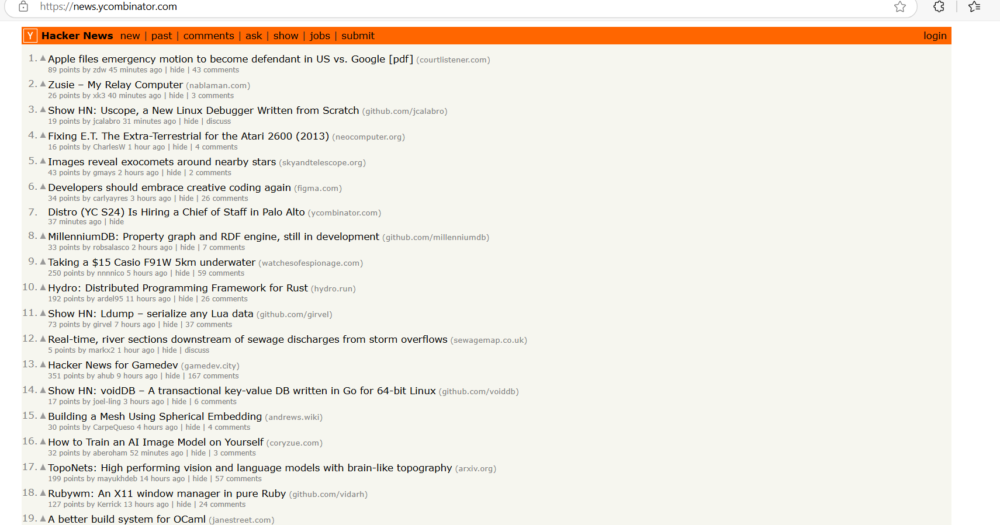 https://news.ycombinator.com
Y Hacker News new | past | comments | ask | show | jobs | submit login
1. ▲ Apple files emergency motion to become defendant in US vs. Google [pdf] (courtlistener.com)
89 points by zdw 45 minutes ago | hide | 43 comments
2. ▲ Zusie – My Relay Computer (nablaman.com)
26 points by xk3 40 minutes ago | hide | 3 comments
3. ▲ Show HN: Uscope, a New Linux Debugger Written from Scratch (github.com/jcalabro)
19 points by jcalabro 31 minutes ago | hide | discuss
4. ▲ Fixing E.T. The Extra-Terrestrial for the Atari 2600 (2013) (neocomputer.org)
16 points by CharlesW 1 hour ago | hide | 4 comments
5. ▲ Images reveal exocomets around nearby stars (skyandtelescope.org)
43 points by gmays 2 hours ago | hide | 2 comments
6. ▲ Developers should embrace creative coding again (figma.com)
34 points by carlyayres 3 hours ago | hide | 26 comments
7. Distro (YC S24) Is Hiring a Chief of Staff in Palo Alto (ycombinator.com)
37 minutes ago | hide
8. ▲ MillenniumDB: Property graph and RDF engine, still in development (github.com/millenniumdb)
33 points by robsalasco 2 hours ago | hide | 7 comments
9. ▲ Taking a $15 Casio F91W 5km underwater (watchesofespionage.com)
250 points by nnnnico 5 hours ago | hide | 59 comments
10. ▲ Hydro: Distributed Programming Framework for Rust (hydro.run)
192 points by ardel95 11 hours ago | hide | 26 comments
11. ▲ Show HN: Ldump – serialize any Lua data (github.com/girvel)
73 points by girvel 7 hours ago | hide | 37 comments
12. ▲ Real-time, river sections downstream of sewage discharges from storm overflows (sewagemap.co.uk)
5 points by markx2 1 hour ago | hide | discuss
13. ▲ Hacker News for Gamedev (gamedev.city)
351 points by ahub 9 hours ago | hide | 167 comments
14. ▲ Show HN: voidDB – A transactional key-value DB written in Go for 64-bit Linux (github.com/voiddb)
17 points by joel-ling 3 hours ago | hide | 6 comments
15. ▲ Building a Mesh Using Spherical Embedding (andrews.wiki)
30 points by CarpeQueso 4 hours ago | hide | 4 comments
16. ▲ How to Train an AI Image Model on Yourself (coryzue.com)
32 points by aberoham 52 minutes ago | hide | 3 comments
17. ▲ TopoNets: High performing vision and language models with brain-like topography (arxiv.org)
199 points by mayukhdeb 14 hours ago | hide | 57 comments
18. ▲ Rubywm: An X11 window manager in pure Ruby (github.com/vidarh)
127 points by Kerrick 13 hours ago | hide | 24 comments
19. ▲ A better build system for OCaml (janestreet.com)